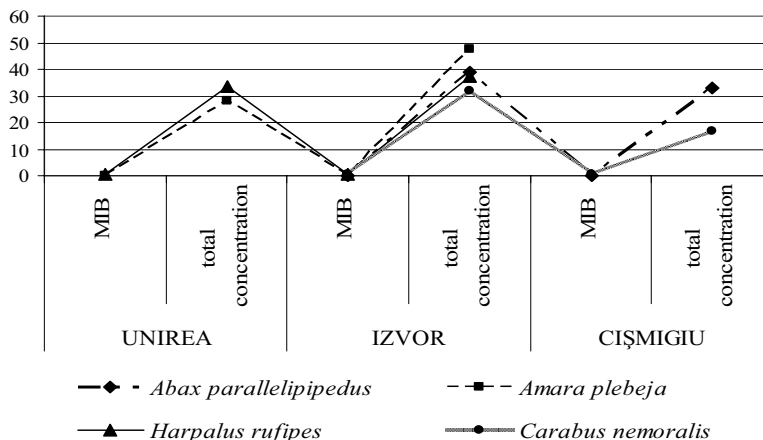 60
50
40
30
20
10
0
MIB
total
concentration
MIB
total
concentration
MIB
total
concentration
UNIREA
IZVOR
CIŞMIGIU
Abax parallelipipedus
Amara plebeja
Harpalus rufipes
Carabus nemoralis